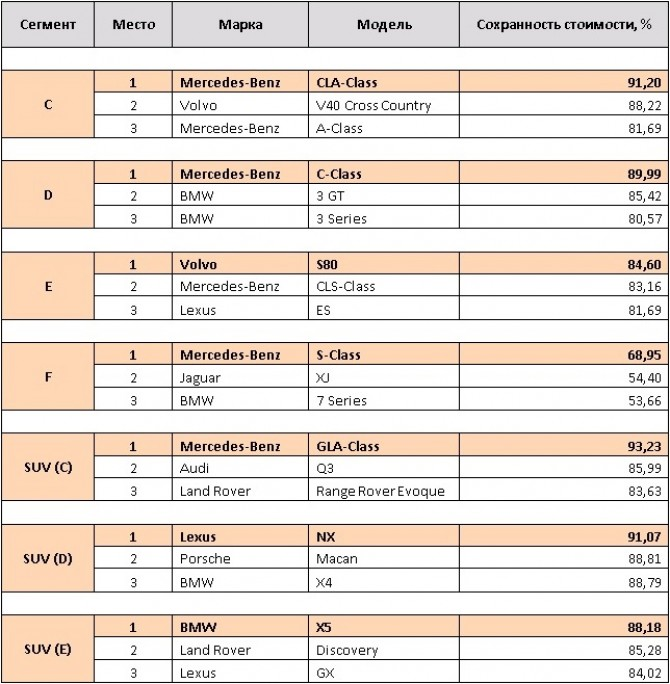 Сегмент Место Марка Модель Сохранность стоимости, %
C 1 Mercedes-Benz CLA-Class 91,20
2 Volvo V40 Cross Country 88,22
3 Mercedes-Benz A-Class 81,69
D 1 Mercedes-Benz C-Class 89,99
2 BMW 3 GT 85,42
3 BMW 3 Series 80,57
E 1 Volvo S80 84,60
2 Mercedes-Benz CLS-Class 83,16
3 Lexus ES 81,69
F 1 Mercedes-Benz S-Class 68,95
2 Jaguar XJ 54,40
3 BMW 7 Series 53,66
SUV (C) 1 Mercedes-Benz GLA-Class 93,23
2 Audi Q3 85,99
3 Land Rover Range Rover Evoque 83,63
SUV (D) 1 Lexus NX 91,07
2 Porsche Macan 88,81
3 BMW X4 88,79
SUV (E) 1 BMW X5 88,18
2 Land Rover Discovery 85,28
3 Lexus GX 84,02